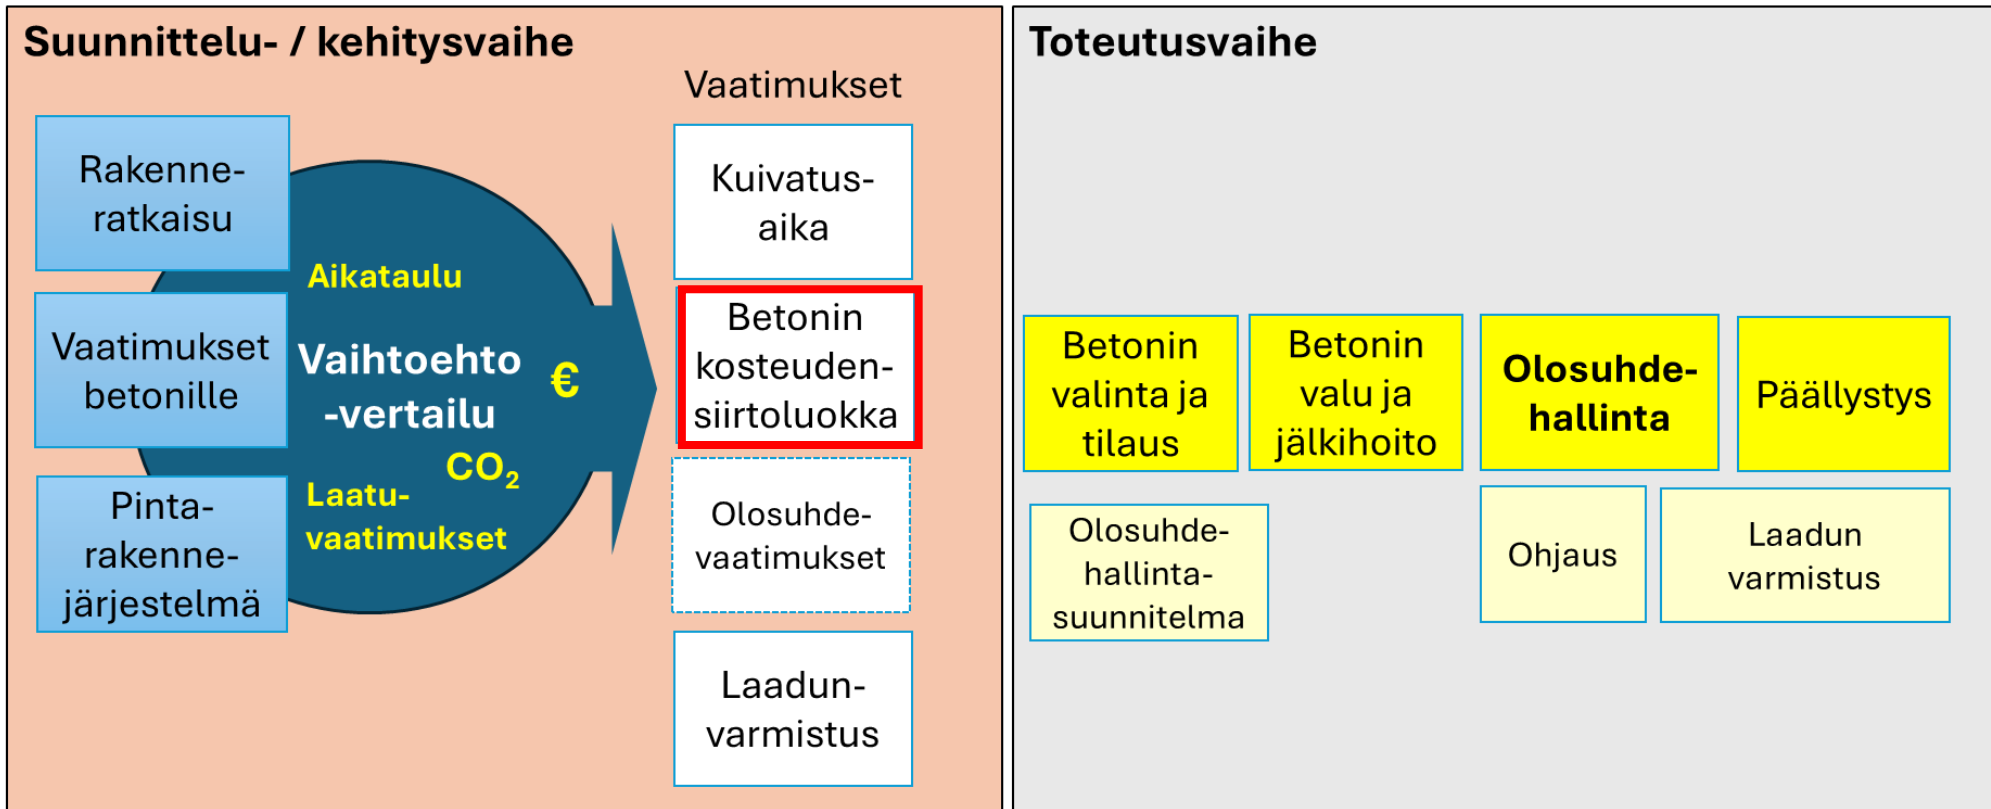 Suunnittelu- / kehitysvaihe
Vaatimukset
Rakenne-
ratkaisu
Vaatimukset
betonille
Pinta-
rakenne-
järjestelmä
Aikataulu
Vaihtoehto
-vertailu
€
CO₂
Laatu-
vaatimukset
Kuivatus-
aika
Betonin
kosteuden-
siirtoluokka
Olosuhde-
vaatimukset
Laadun-
varmistus
Toteutusvaihe
Betonin
valinta ja
tilaus
Betonin
valu ja
jälkihoito
Olosuhde-
hallinta
Päällystys
Olosuhde-
hallinta-
suunnitelma
Ohjaus
Laadun
varmistus